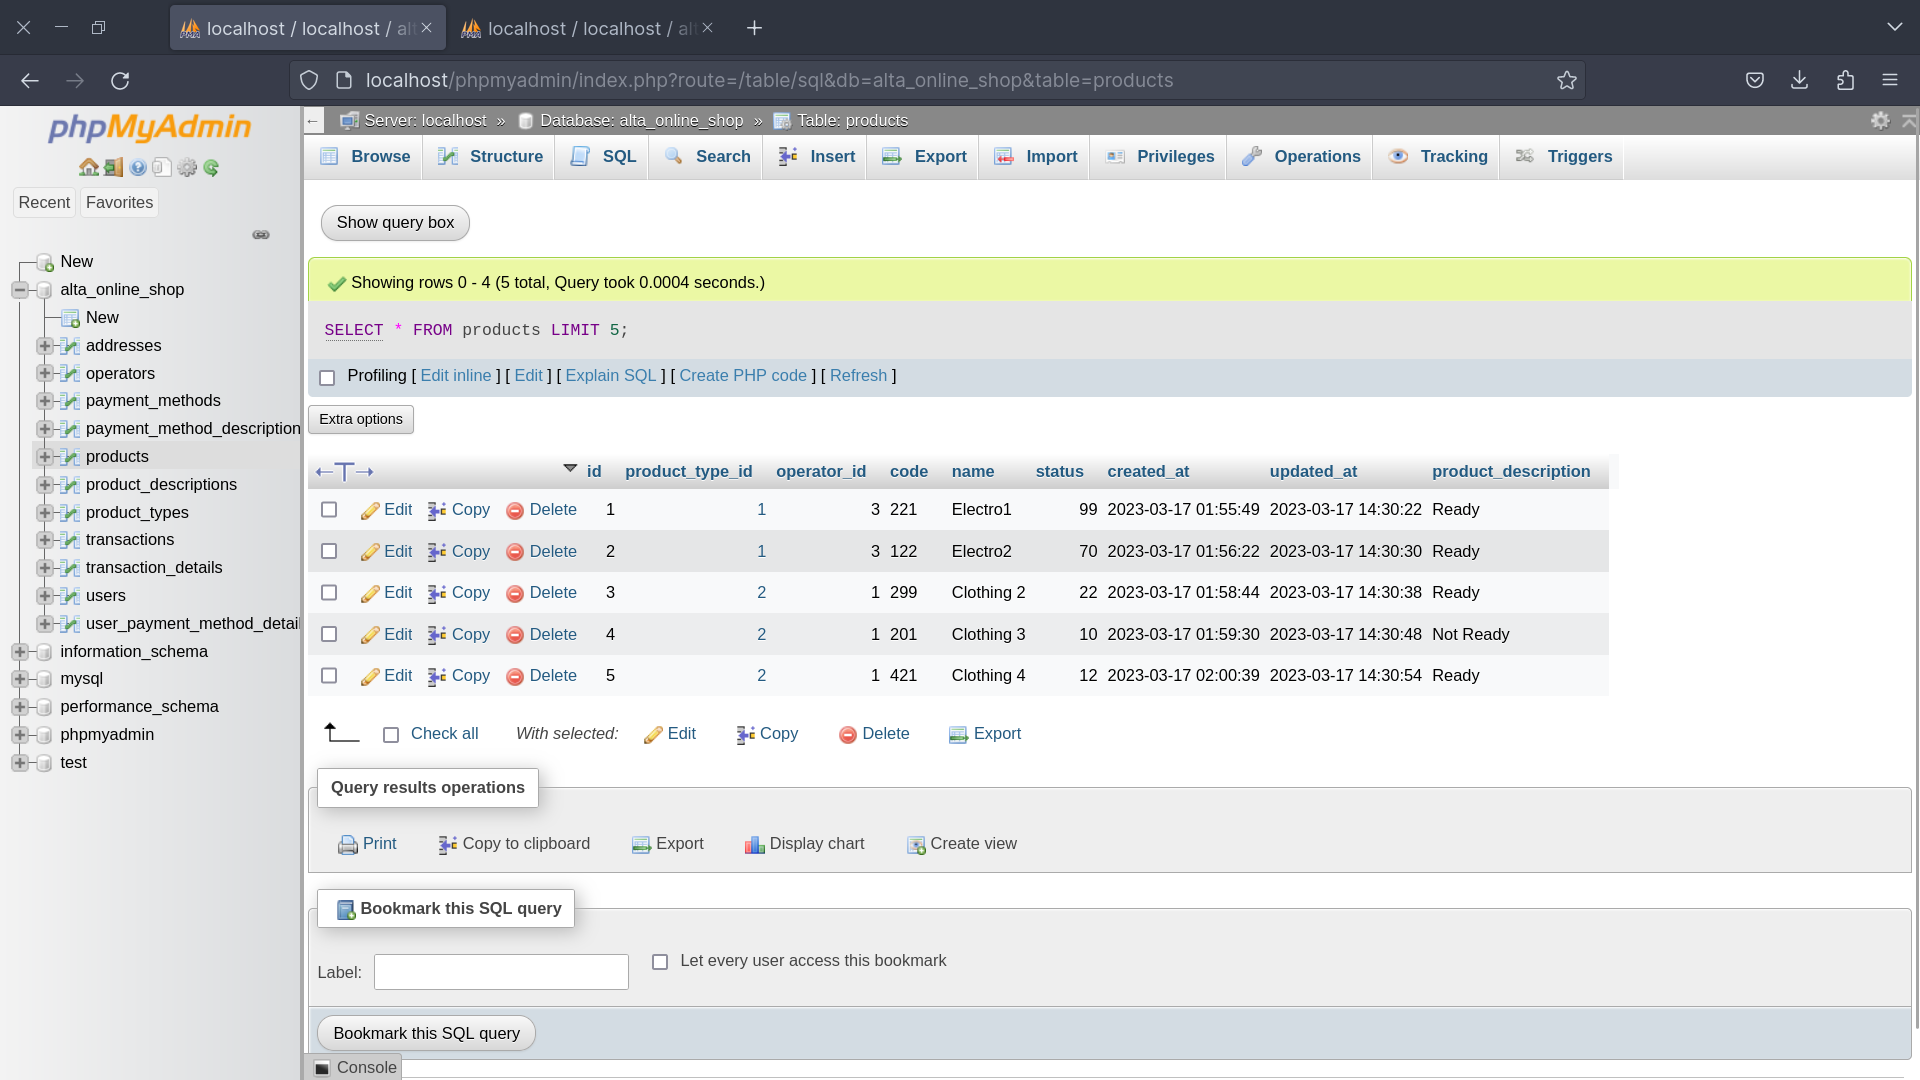 localhost / localhost / alt
localhost / localhost / alt
localhost/phpmyadmin/index.php?route=/table/sql&db=alta_online_shop&table=products
phpMyAdmin
Recent Favorites
New
alta_online_shop
New
addresses
operators
payment_methods
payment_method_description
products
product_descriptions
product_types
transactions
transaction_details
users
user_payment_method_detai
information_schema
mysql
performance_schema
phpmyadmin
test
Server: localhost » Database: alta_online_shop » Table: products
Browse Structure SQL Search Insert Export Import Privileges Operations Tracking Triggers
Show query box
Showing rows 0 - 4 (5 total, Query took 0.0004 seconds.)
SELECT * FROM products LIMIT 5;
Profiling [ Edit inline ] [ Edit ] [ Explain SQL ] [ Create PHP code ] [ Refresh ]
Extra options
id product_type_id operator_id code name status created_at updated_at product_description
Edit Copy Delete 1 1 3 221 Electro1 99 2023-03-17 01:55:49 2023-03-17 14:30:22 Ready
Edit Copy Delete 2 1 3 122 Electro2 70 2023-03-17 01:56:22 2023-03-17 14:30:30 Ready
Edit Copy Delete 3 2 1 299 Clothing 2 22 2023-03-17 01:58:44 2023-03-17 14:30:38 Ready
Edit Copy Delete 4 2 1 201 Clothing 3 10 2023-03-17 01:59:30 2023-03-17 14:30:48 Not Ready
Edit Copy Delete 5 2 1 421 Clothing 4 12 2023-03-17 02:00:39 2023-03-17 14:30:54 Ready
Check all With selected: Edit Copy Delete Export
Query results operations
Print Copy to clipboard Export Display chart Create view
Bookmark this SQL query
Label: Let every user access this bookmark
Bookmark this SQL query
Console